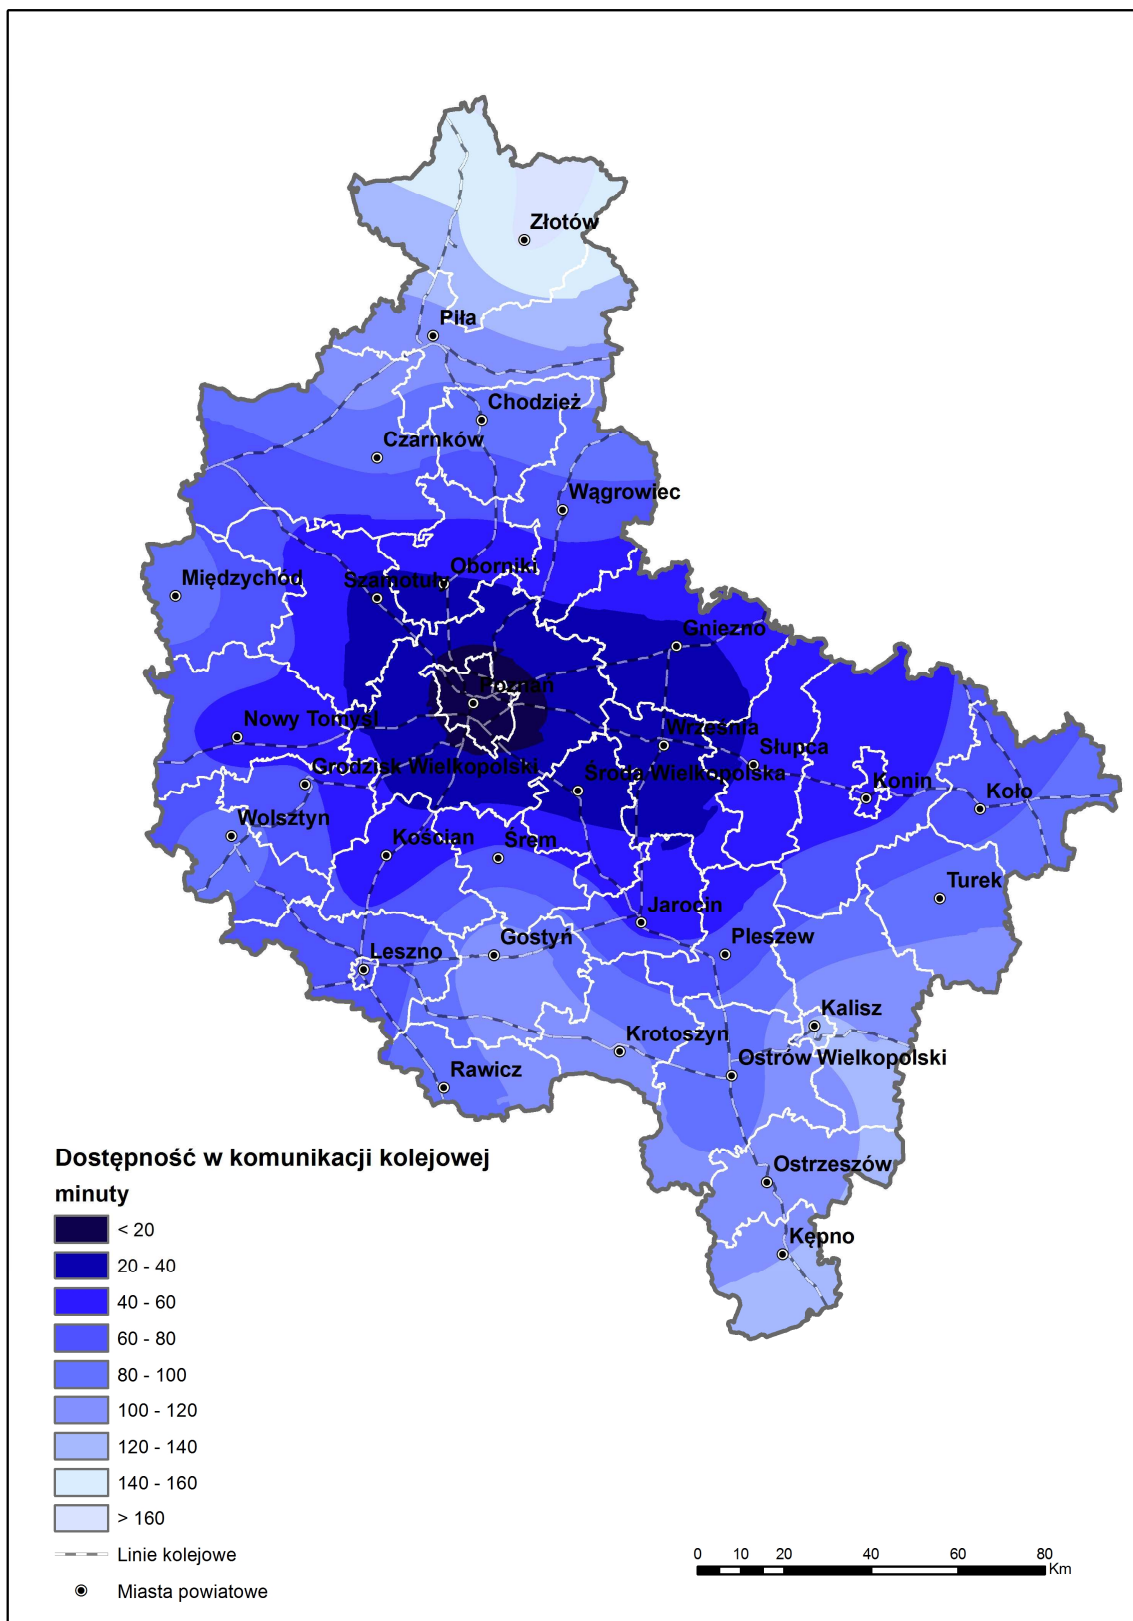 Złotów
Piła
Chodzież
Czarnków
Wągrowiec
Międzychód
Szamotuły
Oborniki
Gniezno
Poznań
Nowy Tomyśl
Września
Słupca
Grodzisk Wielkopolski
Środa Wielkopolska
Konin
Koło
Wolsztyn
Kościan
Śrem
Turek
Jarocin
Pleszew
Gostyń
Leszno
Kalisz
Krotoszyn
Ostrów Wielkopolski
Rawicz
Ostrzeszów
Kępno
Dostępność w komunikacji kolejowej
minuty
< 20
20 - 40
40 - 60
60 - 80
80 - 100
100 - 120
120 - 140
140 - 160
> 160
Linie kolejowe
Miasta powiatowe
0 10 20 40 60 80
Km